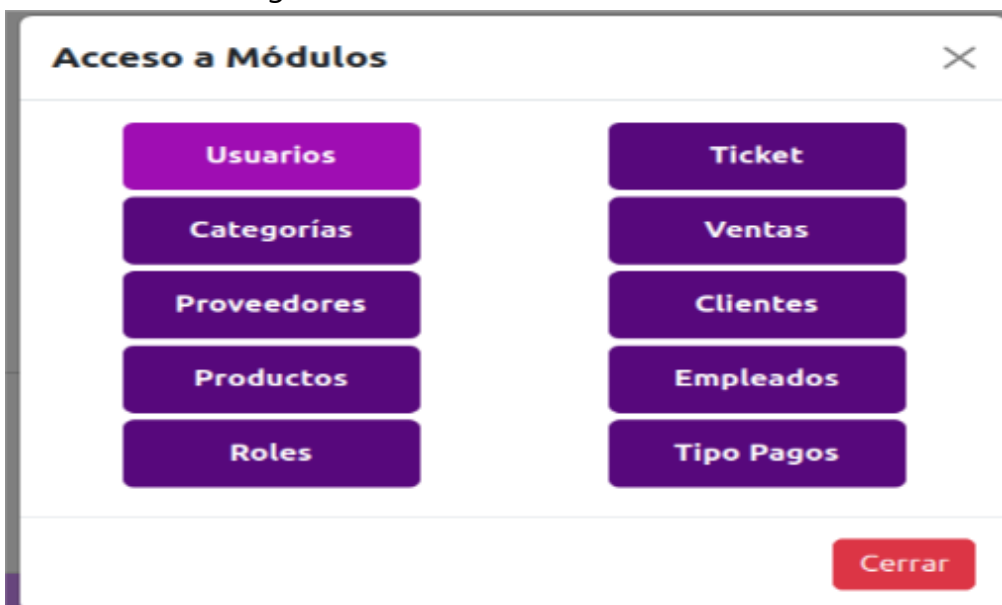 Acceso a Módulos
Usuarios
Ticket
Categorías
Ventas
Proveedores
Clientes
Productos
Empleados
Roles
Tipo Pagos
Cerrar